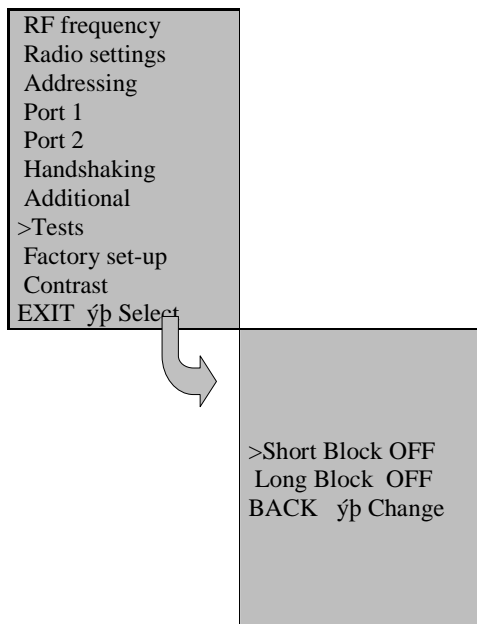 RF frequency
Radio settings
Addressing
Port 1
Port 2
Handshaking
Additional
>Tests
Factory set-up
Contrast
EXIT ýþ Select
>Short Block OFF
Long Block OFF
BACK ýþ Change